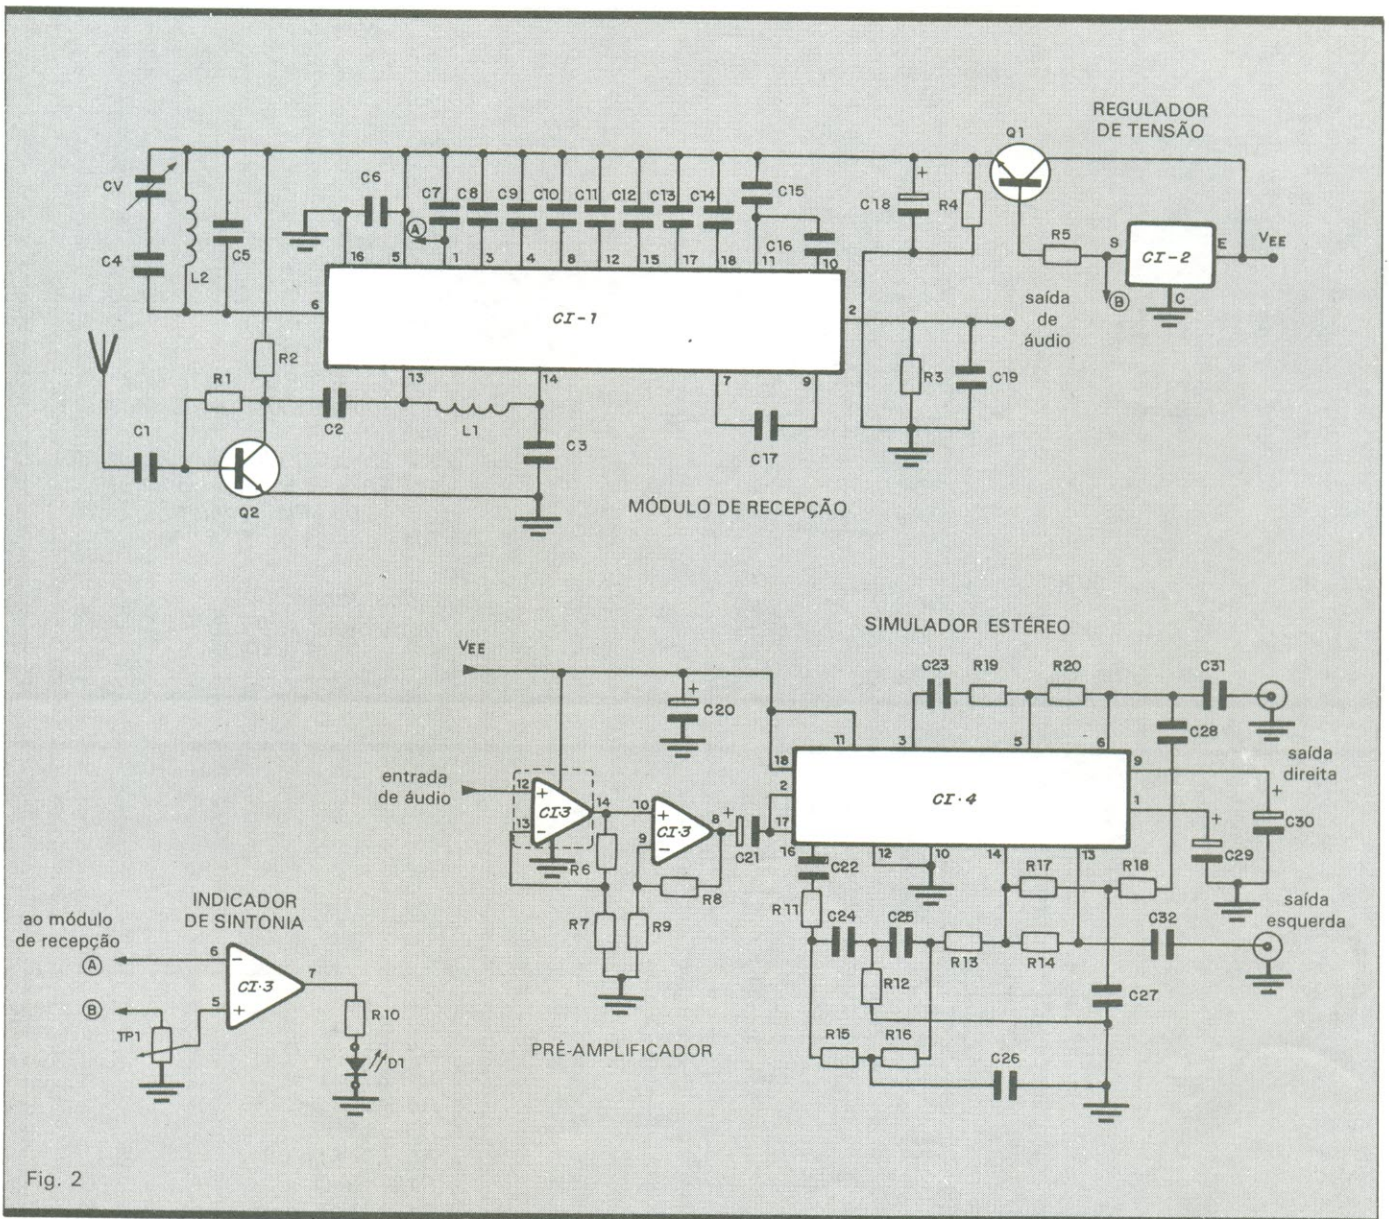 REGULADOR
DE TENSÃO
Q1
CV
C4
L2
C5
C6
A
C7
C8
C9
C10
C11
C12
C13
C14
C15
C16
C18
+
R4
R5
S
CI-2
E
C
VEE
B
16
5
1
3
4
8
12
15
17
18
11
10
6
CI-1
2
saída
de
áudio
R2
R1
C1
Q2
C2
13
L1
14
C3
7
9
C17
R3
C19
MÓDULO DE RECEPÇÃO
SIMULADOR ESTÉREO
VEE
+
C20
C23
R19
R20
C31
C28
11
3
5
6
18
2
17
16
CI·4
9
1
saída
direita
entrada
de áudio
12
+
13
−
CI·3
14
10
+
9
−
CI·3
8
+
C21
R6
R7
R8
R9
12
10
14
13
C22
R11
C24
C25
R12
R13
R14
R15
R16
R17
R18
C26
C27
C32
+
C29
+
C30
saída
esquerda
PRÉ-AMPLIFICADOR
INDICADOR
DE SINTONIA
ao módulo
de recepção
A
B
TP1
6
−
5
+
CI·3
7
R10
D1
Fig. 2